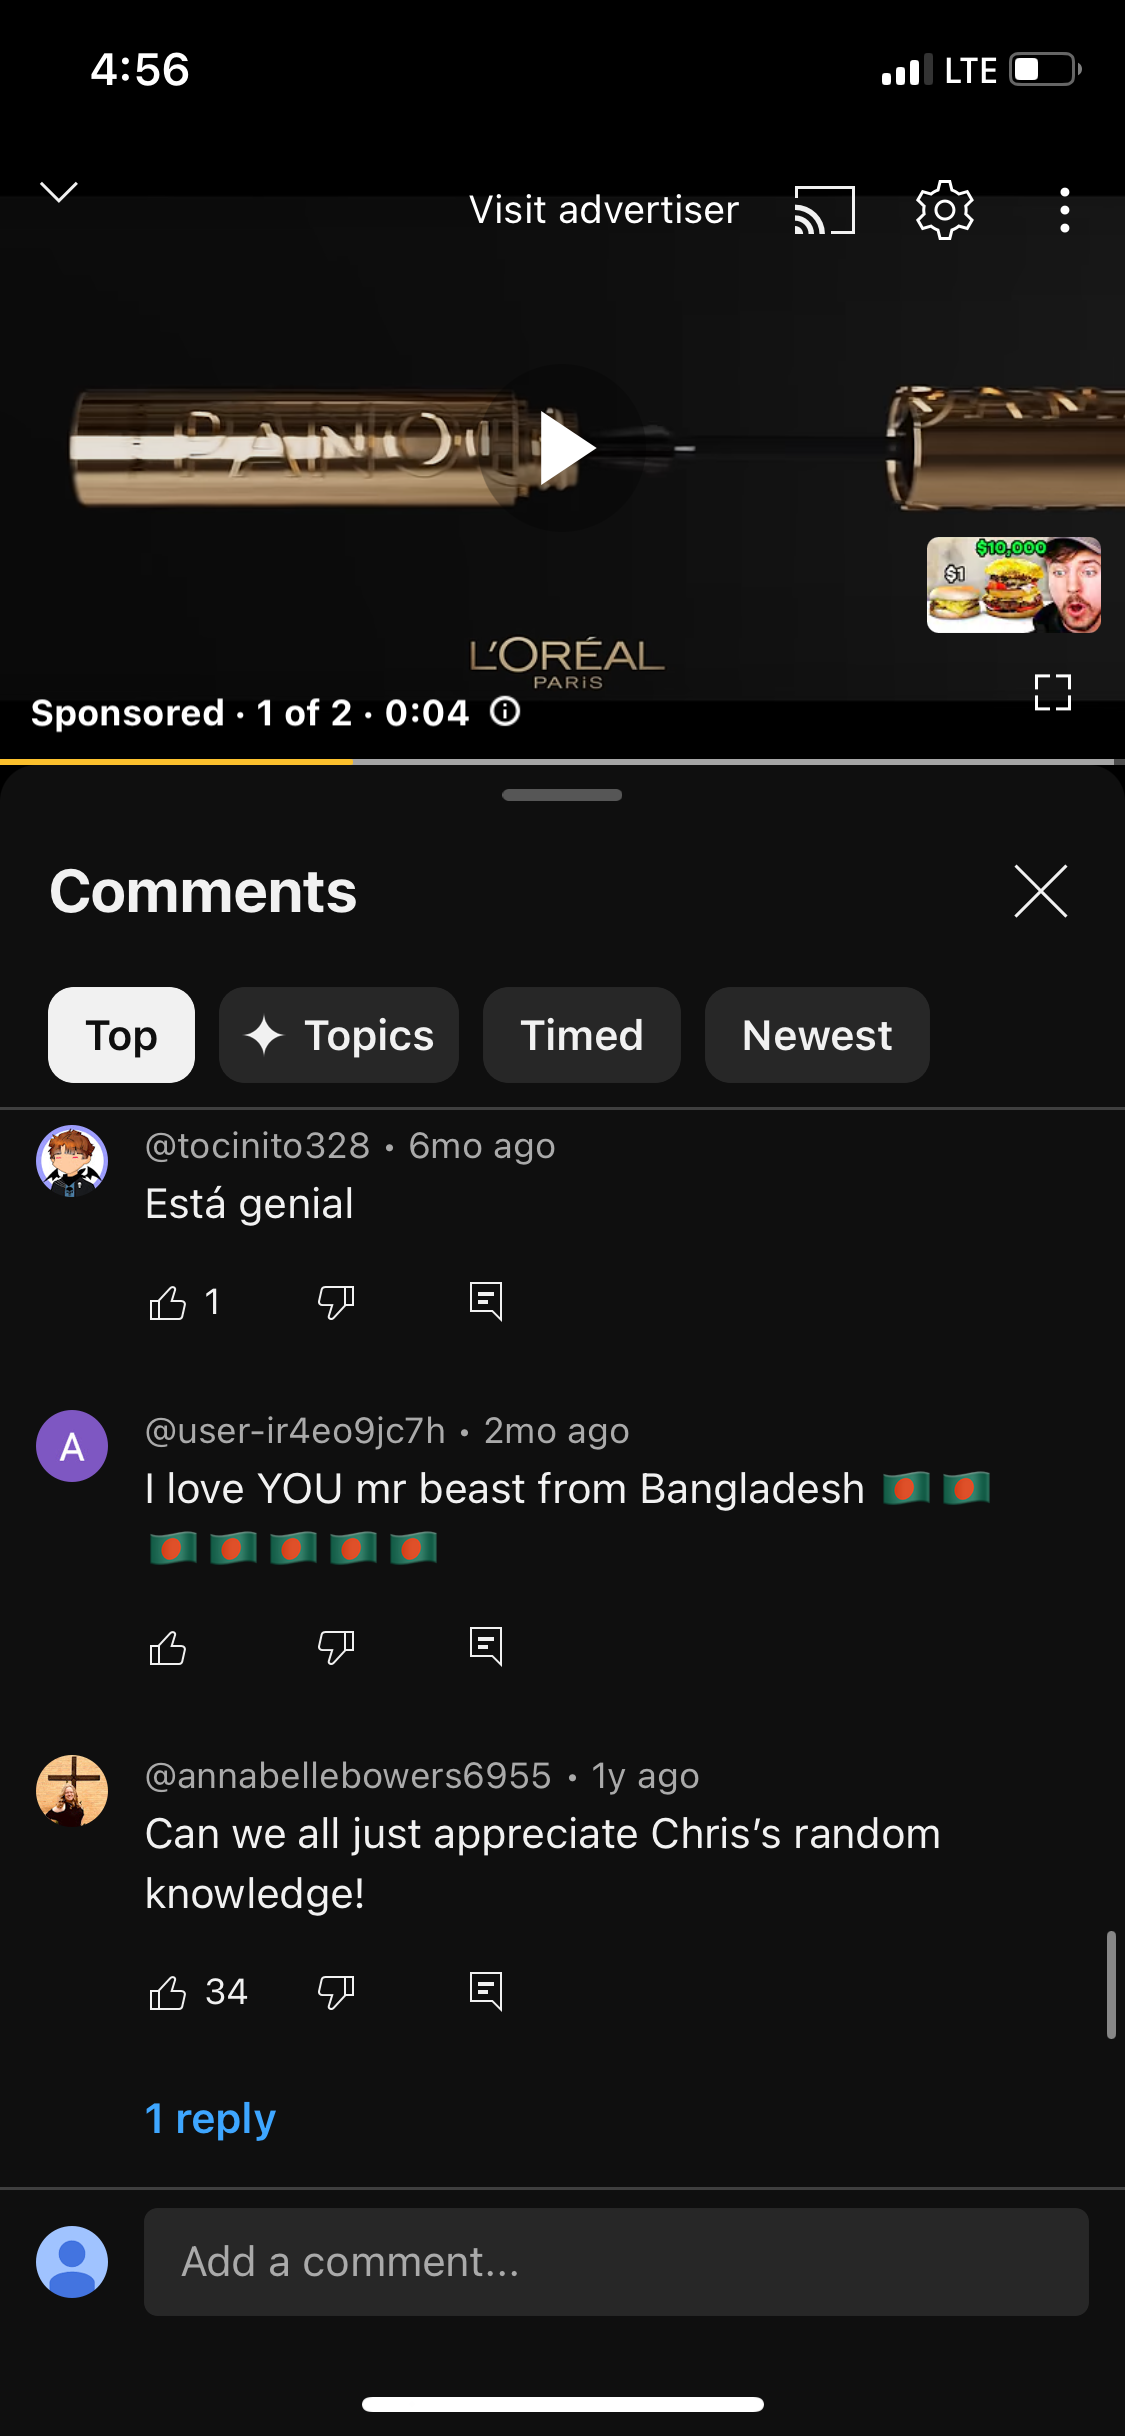 4:56
LTE
Visit advertiser
PANO
PAN
$10,000
$1
L'ORÉAL
PARIS
Sponsored · 1 of 2 · 0:04
Comments
Top
Topics
Timed
Newest
@tocinito328 · 6mo ago
Está genial
1
A
@user-ir4eo9jc7h · 2mo ago
I love YOU mr beast from Bangladesh 🇧🇩🇧🇩
🇧🇩🇧🇩🇧🇩🇧🇩🇧🇩
@annabellebowers6955 · 1y ago
Can we all just appreciate Chris’s random
knowledge!
34
1 reply
Add a comment...